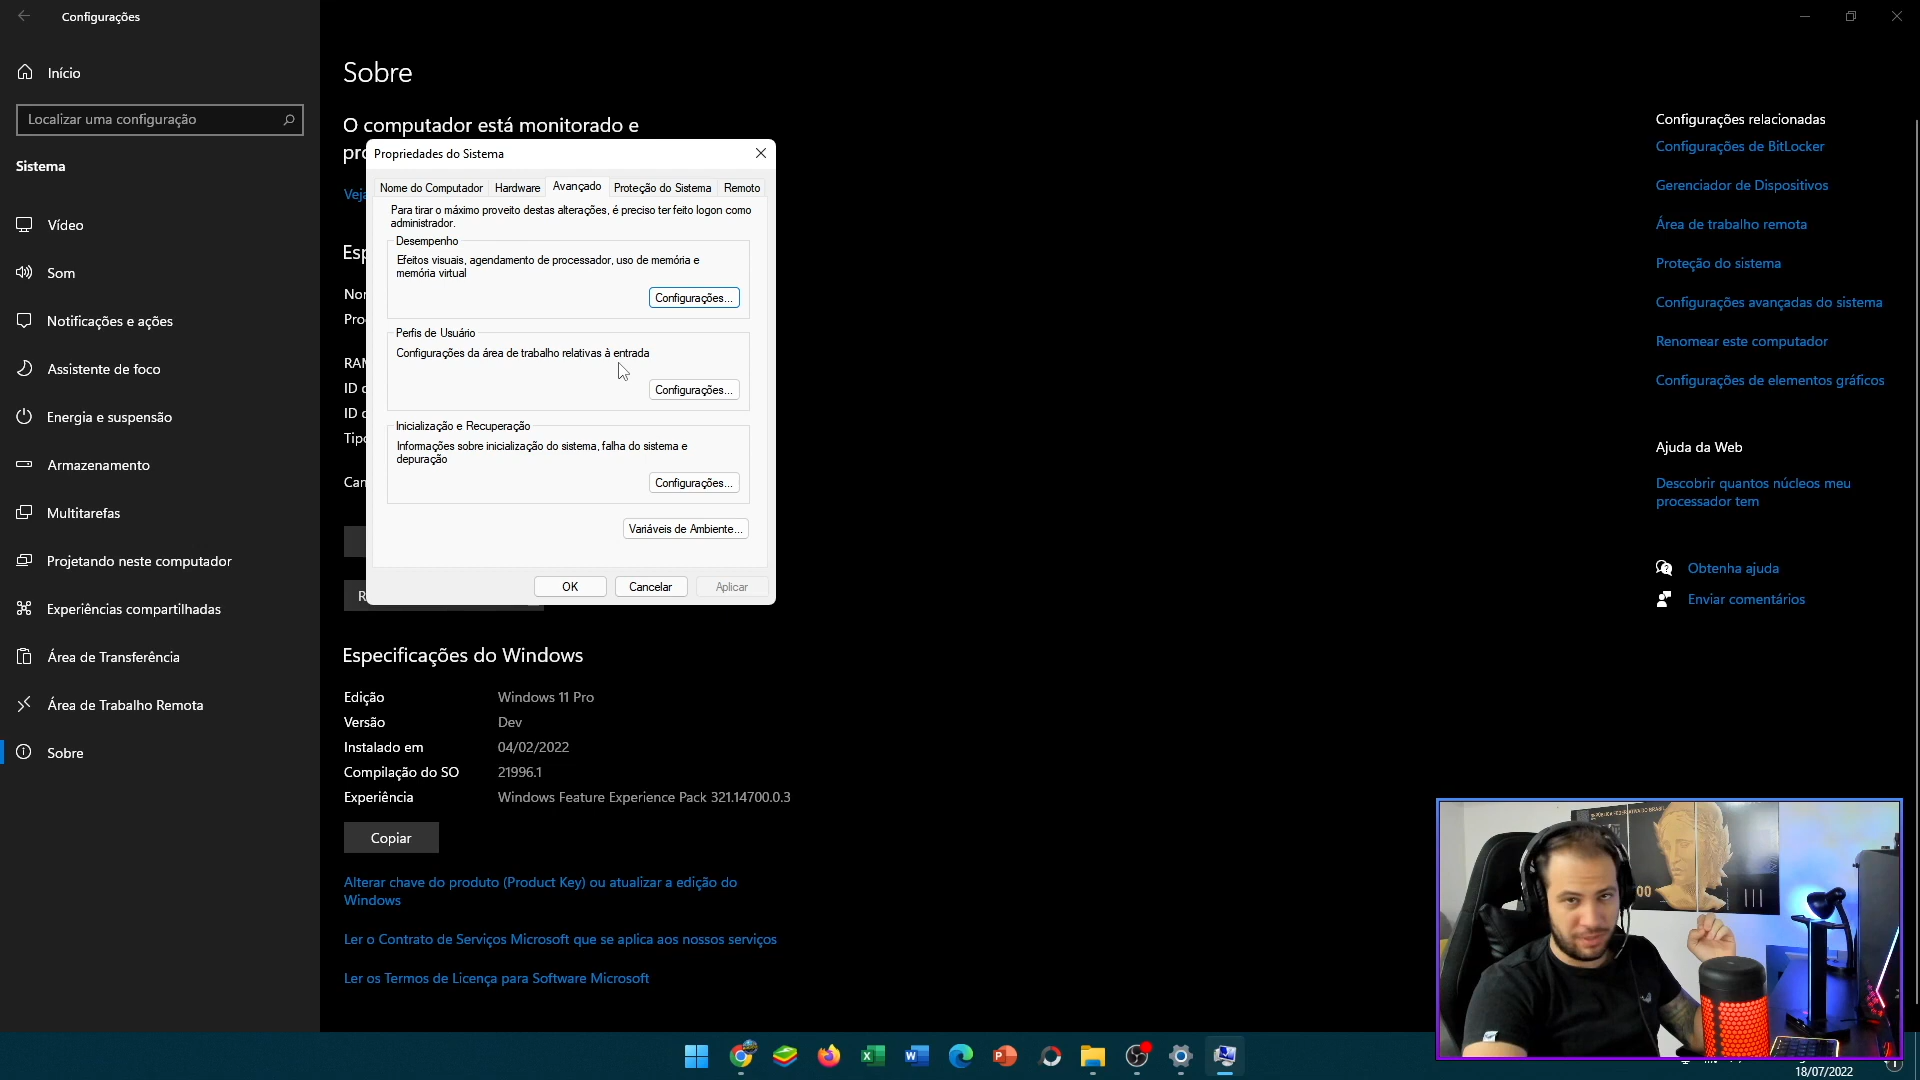 Configurações
Início
Localizar uma configuração
Sistema
Vídeo
Som
Notificações e ações
Assistente de foco
Energia e suspensão
Armazenamento
Multitarefas
Projetando neste computador
Experiências compartilhadas
Área de Transferência
Área de Trabalho Remota
Sobre
Sobre
O computador está monitorado e
Propriedades do Sistema
Nome do Computador
Hardware
Avançado
Proteção do Sistema
Remoto
Para tirar o máximo proveito destas alterações, é preciso ter feito logon como
administrador.
Desempenho
Efeitos visuais, agendamento de processador, uso de memória e
memória virtual
Configurações...
Perfis de Usuário
Configurações da área de trabalho relativas à entrada
Configurações...
Inicialização e Recuperação
Informações sobre inicialização do sistema, falha do sistema e
depuração
Configurações...
Variáveis de Ambiente...
OK
Cancelar
Aplicar
Especificações do Windows
Edição Windows 11 Pro
Versão Dev
Instalado em 04/02/2022
Compilação do SO 21996.1
Experiência Windows Feature Experience Pack 321.14700.0.3
Copiar
Alterar chave do produto (Product Key) ou atualizar a edição do
Windows
Ler o Contrato de Serviços Microsoft que se aplica aos nossos serviços
Ler os Termos de Licença para Software Microsoft
Configurações relacionadas
Configurações de BitLocker
Gerenciador de Dispositivos
Área de trabalho remota
Proteção do sistema
Configurações avançadas do sistema
Renomear este computador
Configurações de elementos gráficos
Ajuda da Web
Descobrir quantos núcleos meu
processador tem
Obtenha ajuda
Enviar comentários
18/07/2022